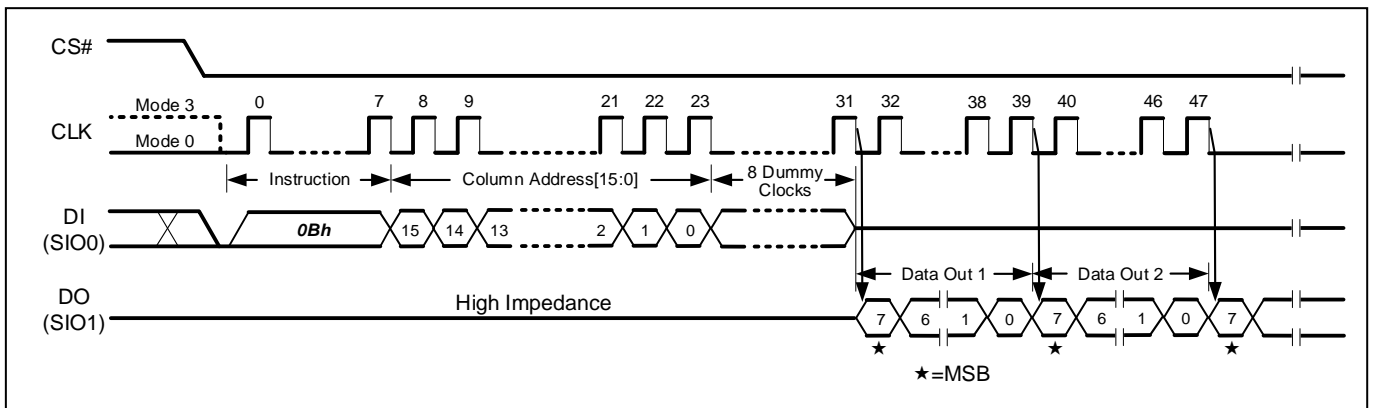 CS#
Mode 3 0 7 8 9 21 22 23 31 32 38 39 40 46 47
CLK
Mode 0
Instruction Column Address[15:0] 8 Dummy
Clocks
DI
(SIO0) 0Bh 15 14 13 2 1 0
Data Out 1 Data Out 2
DO
(SIO1) High Impedance 7 6 1 0 7 6 1 0 7
★ ★ ★
★=MSB